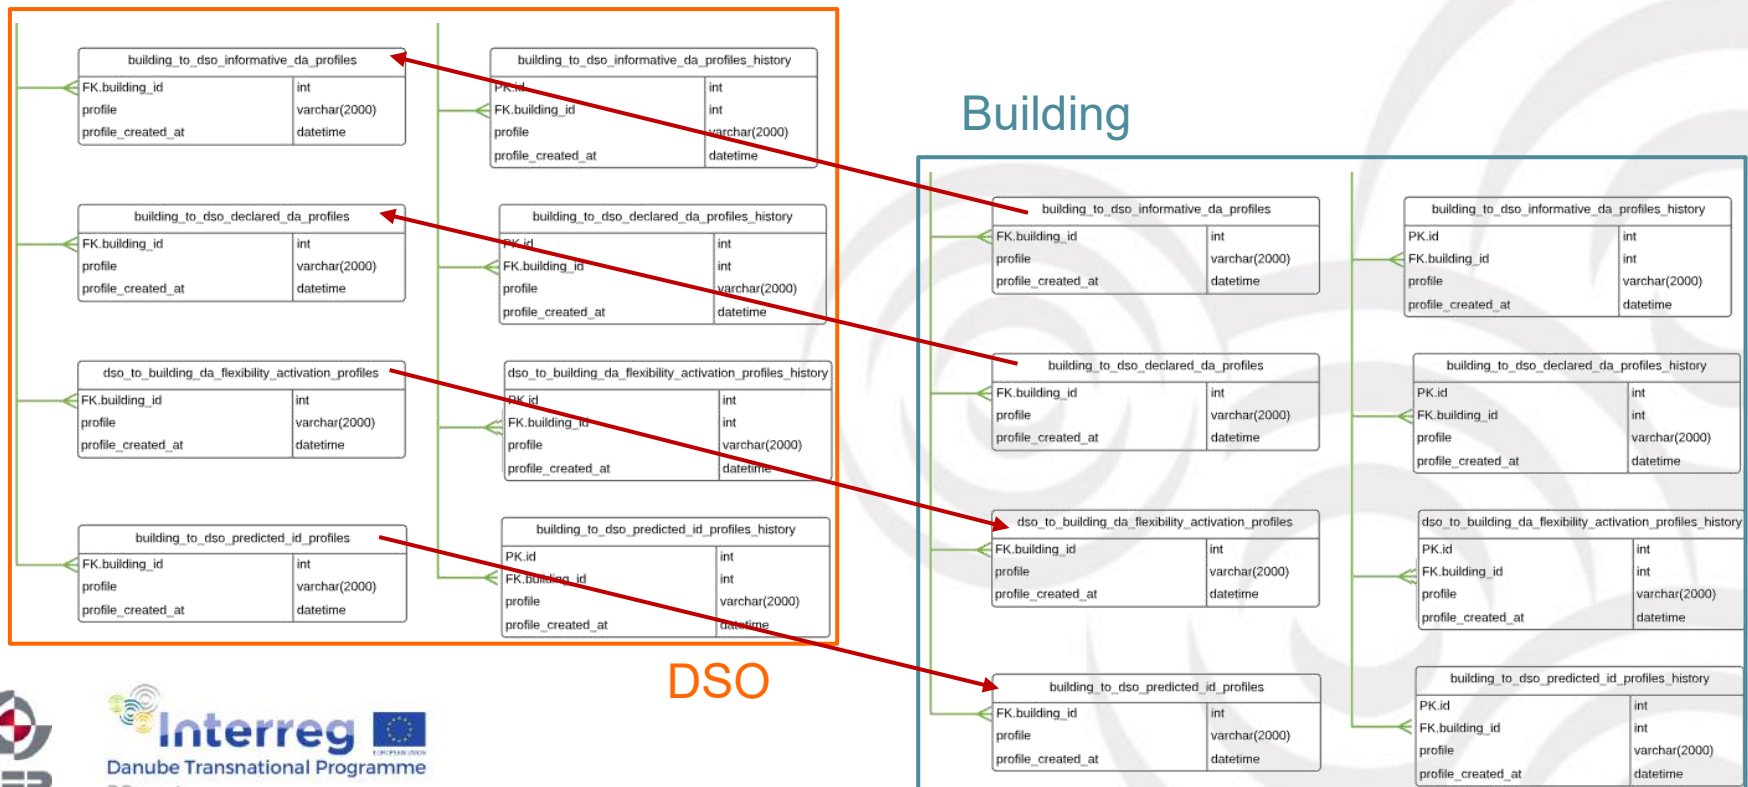 building_to_dso_informative_da_profiles
FK.building_id int
profile varchar(2000)
profile_created_at datetime
building_to_dso_informative_da_profiles_history
PK.id int
FK.building_id int
profile varchar(2000)
profile_created_at datetime
building_to_dso_declared_da_profiles
FK.building_id int
profile varchar(2000)
profile_created_at datetime
building_to_dso_declared_da_profiles_history
PK.id int
FK.building_id int
profile varchar(2000)
profile_created_at datetime
dso_to_building_da_flexibility_activation_profiles
FK.building_id int
profile varchar(2000)
profile_created_at datetime
dso_to_building_da_flexibility_activation_profiles_history
PK.id int
FK.building_id int
profile varchar(2000)
profile_created_at datetime
building_to_dso_predicted_id_profiles
FK.building_id int
profile varchar(2000)
profile_created_at datetime
building_to_dso_predicted_id_profiles_history
PK.id int
FK.building_id int
profile varchar(2000)
profile_created_at datetime
DSO
Building
building_to_dso_informative_da_profiles
FK.building_id int
profile varchar(2000)
profile_created_at datetime
building_to_dso_informative_da_profiles_history
PK.id int
FK.building_id int
profile varchar(2000)
profile_created_at datetime
building_to_dso_declared_da_profiles
FK.building_id int
profile varchar(2000)
profile_created_at datetime
building_to_dso_declared_da_profiles_history
PK.id int
FK.building_id int
profile varchar(2000)
profile_created_at datetime
dso_to_building_da_flexibility_activation_profiles
FK.building_id int
profile varchar(2000)
profile_created_at datetime
dso_to_building_da_flexibility_activation_profiles_history
PK.id int
FK.building_id int
profile varchar(2000)
profile_created_at datetime
building_to_dso_predicted_id_profiles
FK.building_id int
profile varchar(2000)
profile_created_at datetime
building_to_dso_predicted_id_profiles_history
PK.id int
FK.building_id int
profile varchar(2000)
profile_created_at datetime
Interreg
EUROPEAN UNION
Danube Transnational Programme